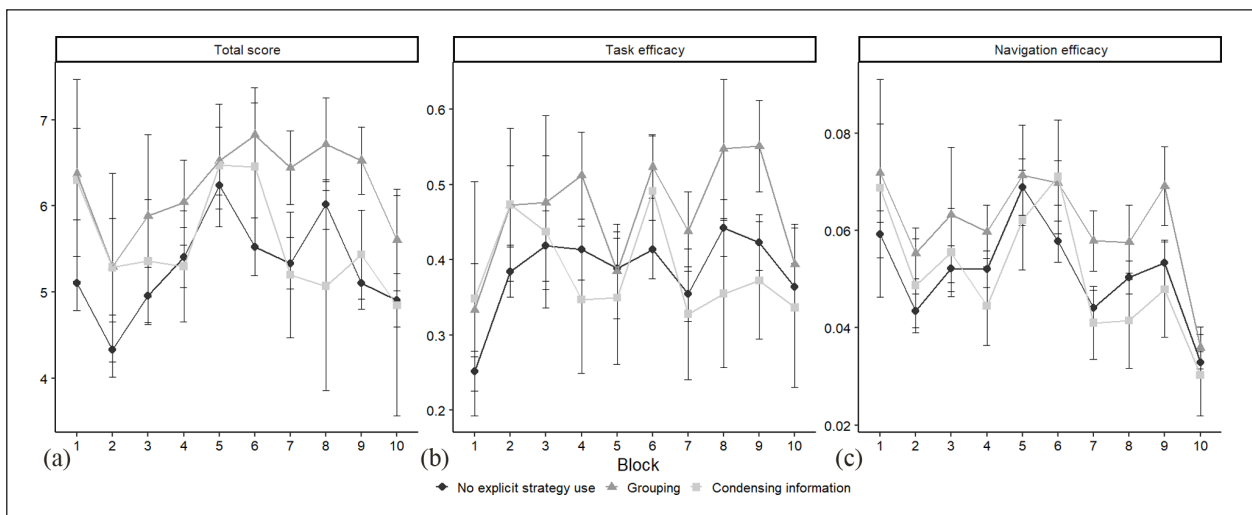 Total score
Task efficacy
Navigation efficacy
7
6
5
4
0.6
0.5
0.4
0.3
0.2
0.08
0.06
0.04
0.02
1 2 3 4 5 6 7 8 9 10
1 2 3 4 5 6 7 8 9 10
1 2 3 4 5 6 7 8 9 10
(a)
(b)
Block
(c)
No explicit strategy use
Grouping
Condensing information